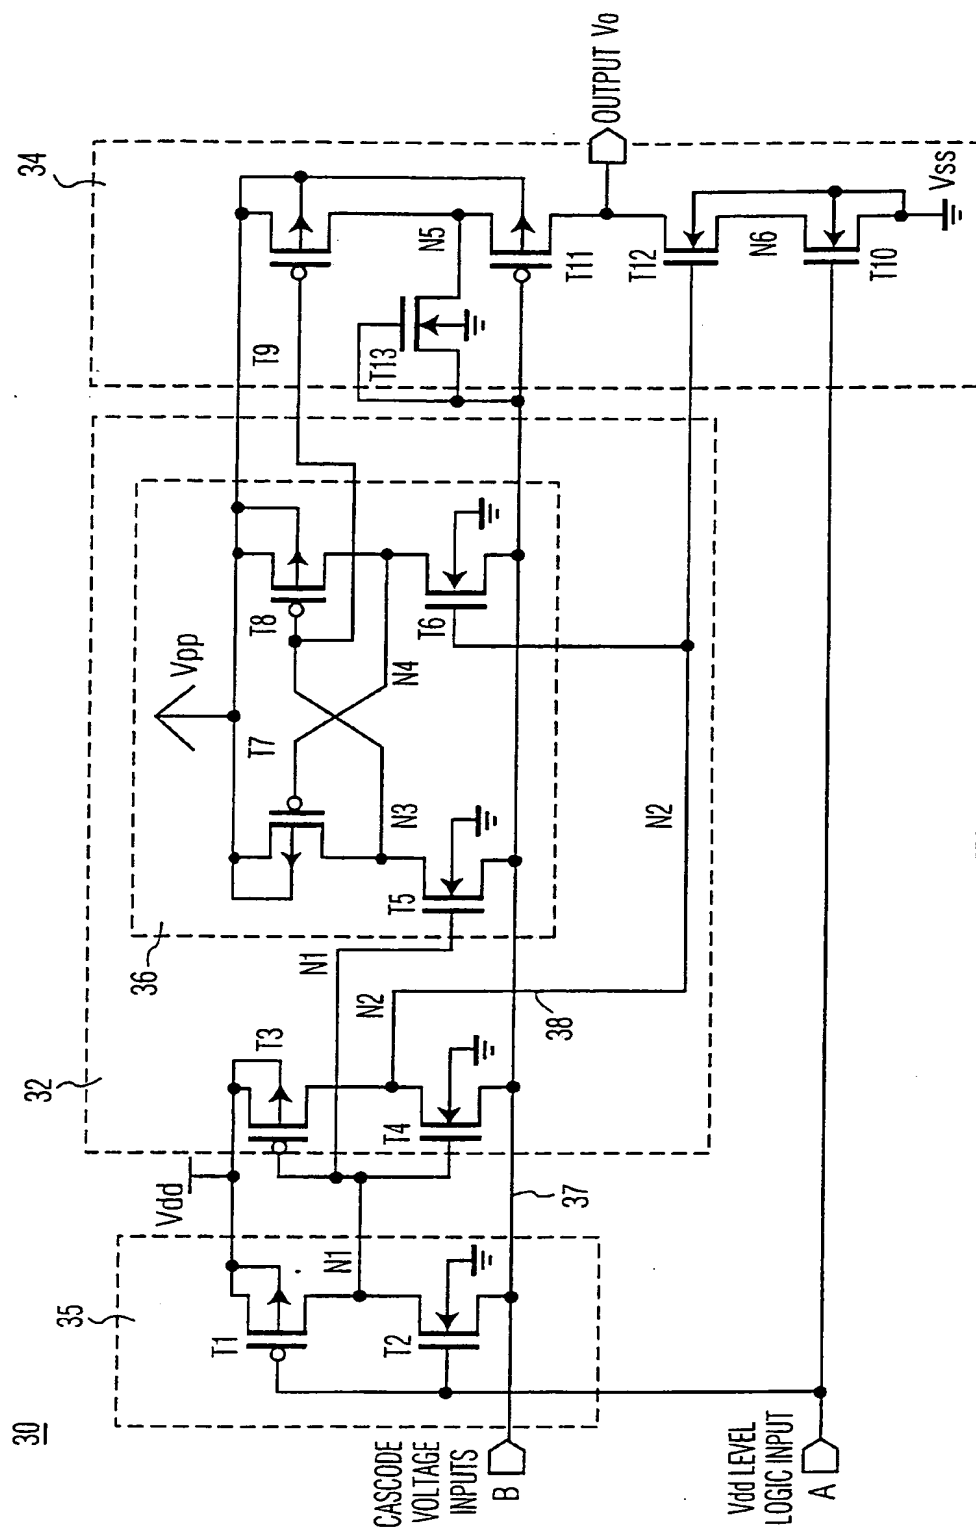 30
35
32
34
36
37
38
CASCODE
VOLTAGE
INPUTS
B
Vdd LEVEL
LOGIC INPUT
A
Vdd
Vpp
T1
T2
N1
T3
T4
N1
N2
N2
T5
T6
T7
T8
N3
N4
T9
T13
N5
T11
T12
N6
T10
OUTPUT Vo
Vss